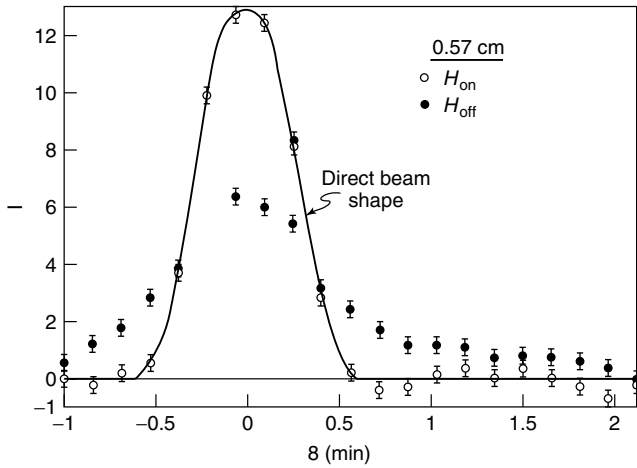 12
10
8
6
4
2
0
−1
I
0.57 cm
H_on
H_off
Direct beam
shape
−1 −0.5 0 0.5 1 1.5 2
8 (min)